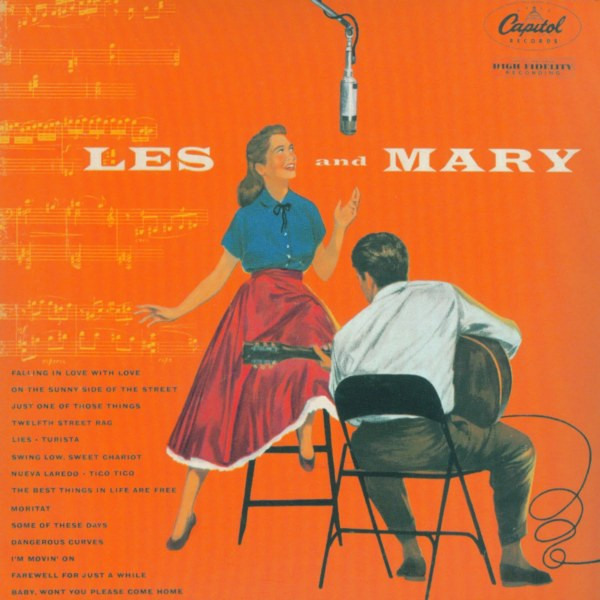 Capitol
RECORDS
HIGH FIDELITY
RECORDING
LES and MARY
FALLING IN LOVE WITH LOVE
ON THE SUNNY SIDE OF THE STREET
JUST ONE OF THOSE THINGS
TWELFTH STREET RAG
LIES - TURISTA
SWING LOW, SWEET CHARIOT
NUEVA LAREDO - TICO TICO
THE BEST THINGS IN LIFE ARE FREE
MORITAT
SOME OF THESE DAYS
DANGEROUS CURVES
I'M MOVIN' ON
FAREWELL FOR JUST A WHILE
BABY, WONT YOU PLEASE COME HOME